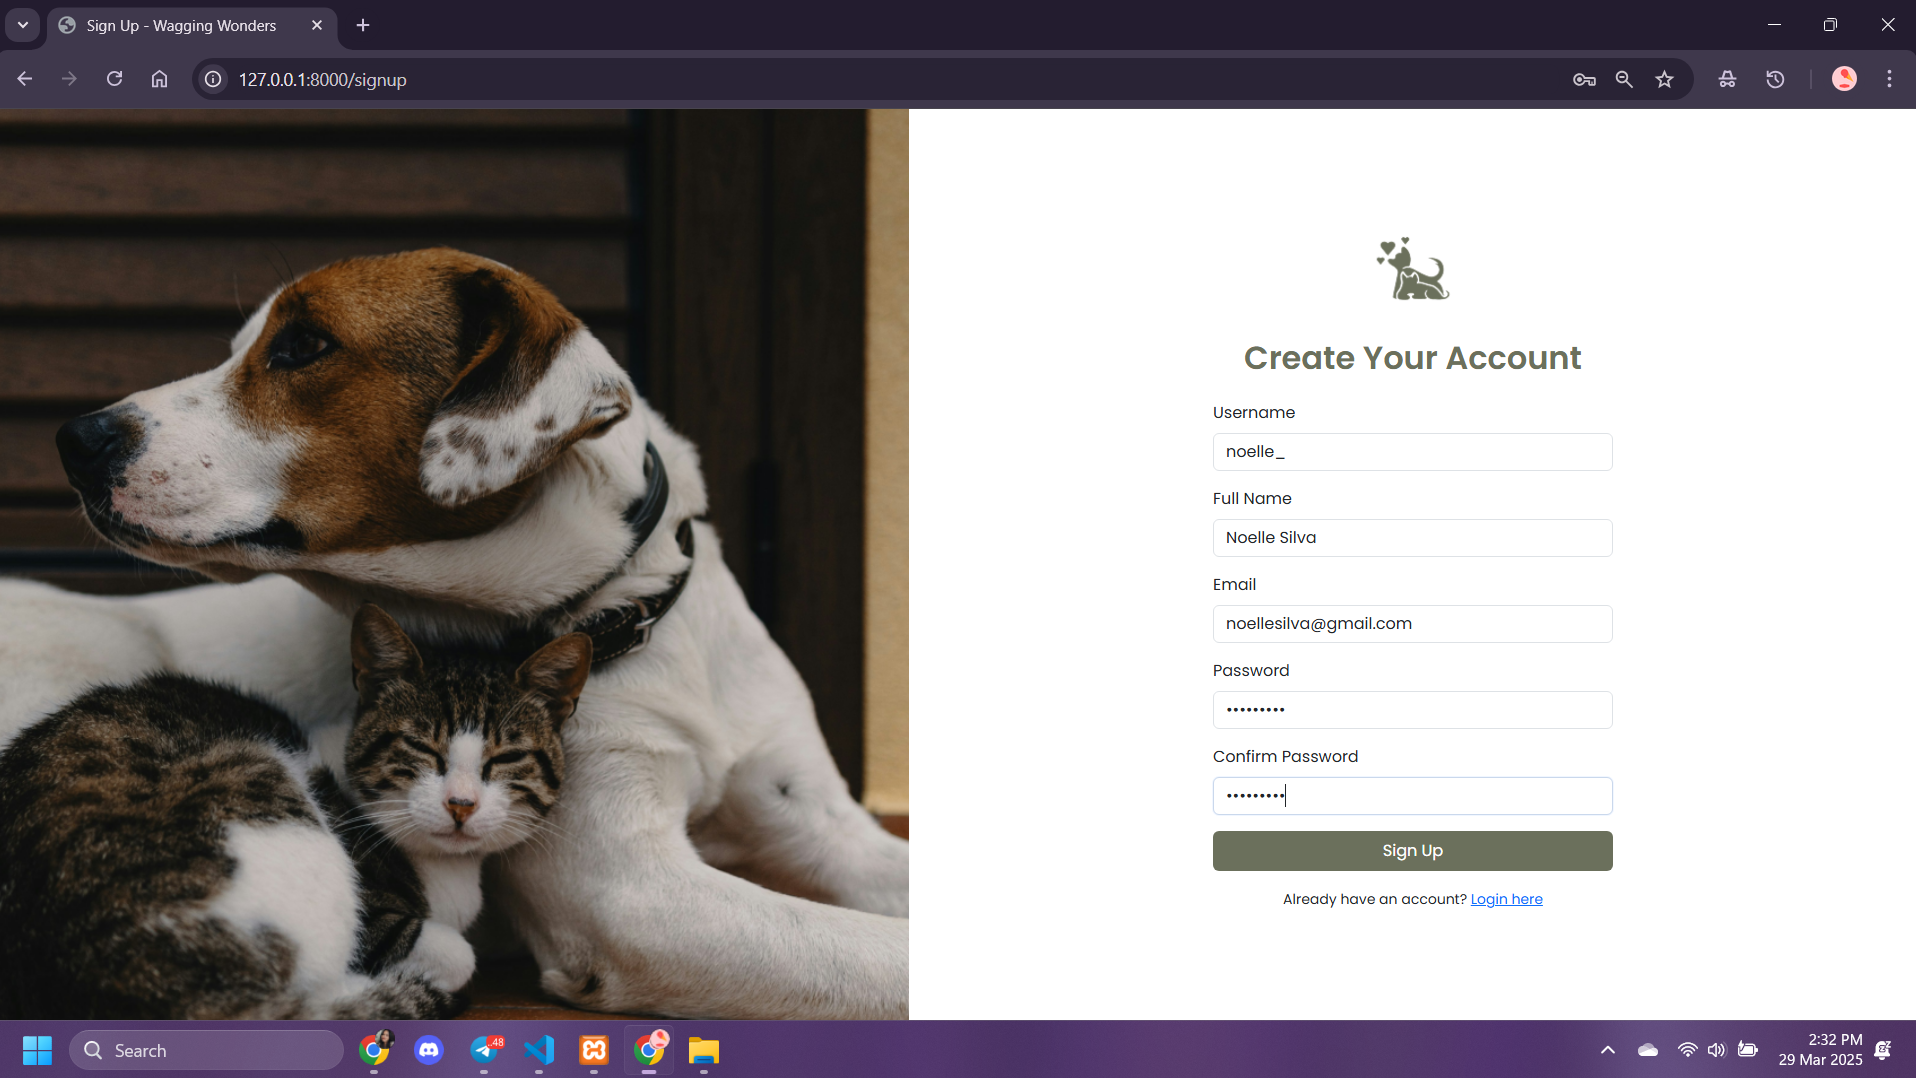 Sign Up - Wagging Wonders
127.0.0.1:8000/signup
Create Your Account
Username
noelle_
Full Name
Noelle Silva
Email
noellesilva@gmail.com
Password
•••••••••
Confirm Password
•••••••••
Sign Up
Already have an account? Login here
Search
48
2:32 PM
29 Mar 2025